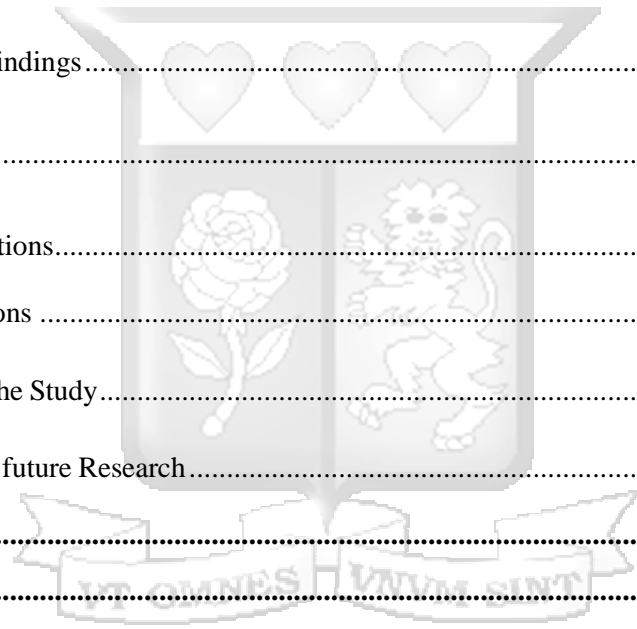 indings................................................................................
................................................................................
tions................................................................................
ons ................................................................................
he Study................................................................................
future Research................................................................................
................................................................................
................................................................................
VT OMNES VNVM SINT